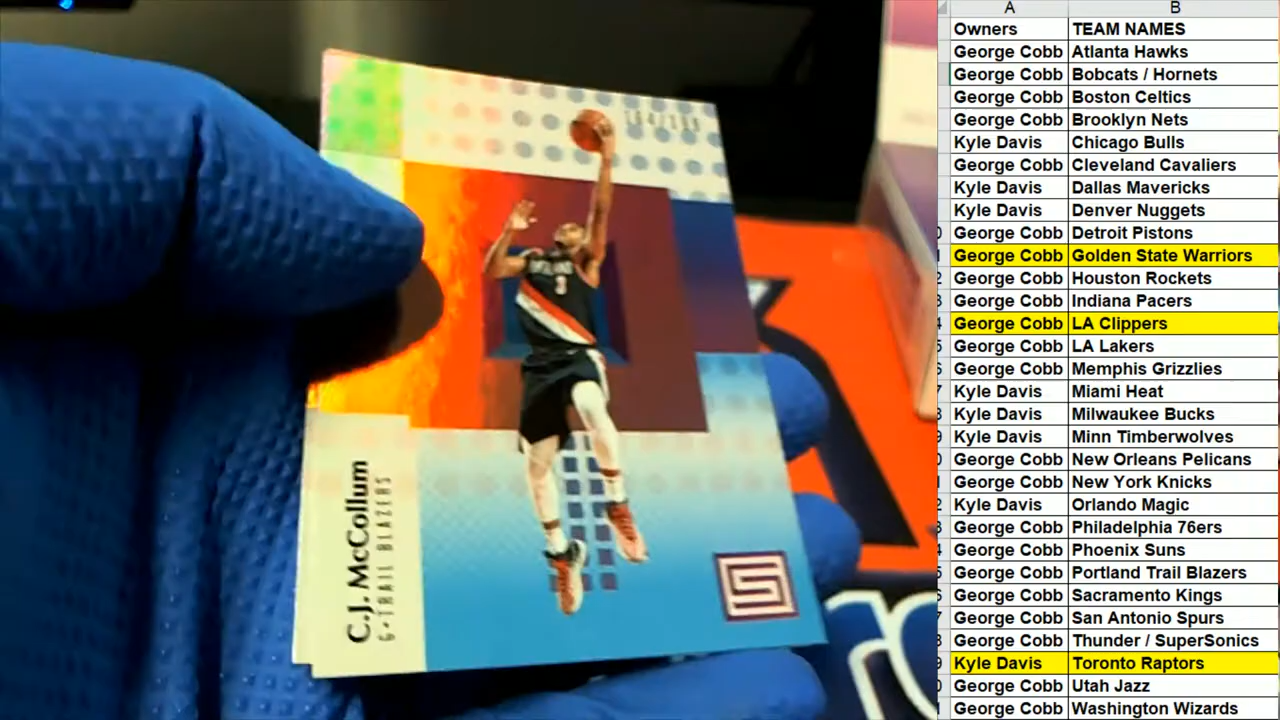 C.J. McCollum
G • TRAIL BLAZERS
3
A B
Owners TEAM NAMES
George Cobb Atlanta Hawks
George Cobb Bobcats / Hornets
George Cobb Boston Celtics
George Cobb Brooklyn Nets
Kyle Davis Chicago Bulls
George Cobb Cleveland Cavaliers
Kyle Davis Dallas Mavericks
Kyle Davis Denver Nuggets
George Cobb Detroit Pistons
George Cobb Golden State Warriors
George Cobb Houston Rockets
George Cobb Indiana Pacers
George Cobb LA Clippers
George Cobb LA Lakers
George Cobb Memphis Grizzlies
Kyle Davis Miami Heat
Kyle Davis Milwaukee Bucks
Kyle Davis Minn Timberwolves
George Cobb New Orleans Pelicans
George Cobb New York Knicks
Kyle Davis Orlando Magic
George Cobb Philadelphia 76ers
George Cobb Phoenix Suns
George Cobb Portland Trail Blazers
George Cobb Sacramento Kings
George Cobb San Antonio Spurs
George Cobb Thunder / SuperSonics
Kyle Davis Toronto Raptors
George Cobb Utah Jazz
George Cobb Washington Wizards